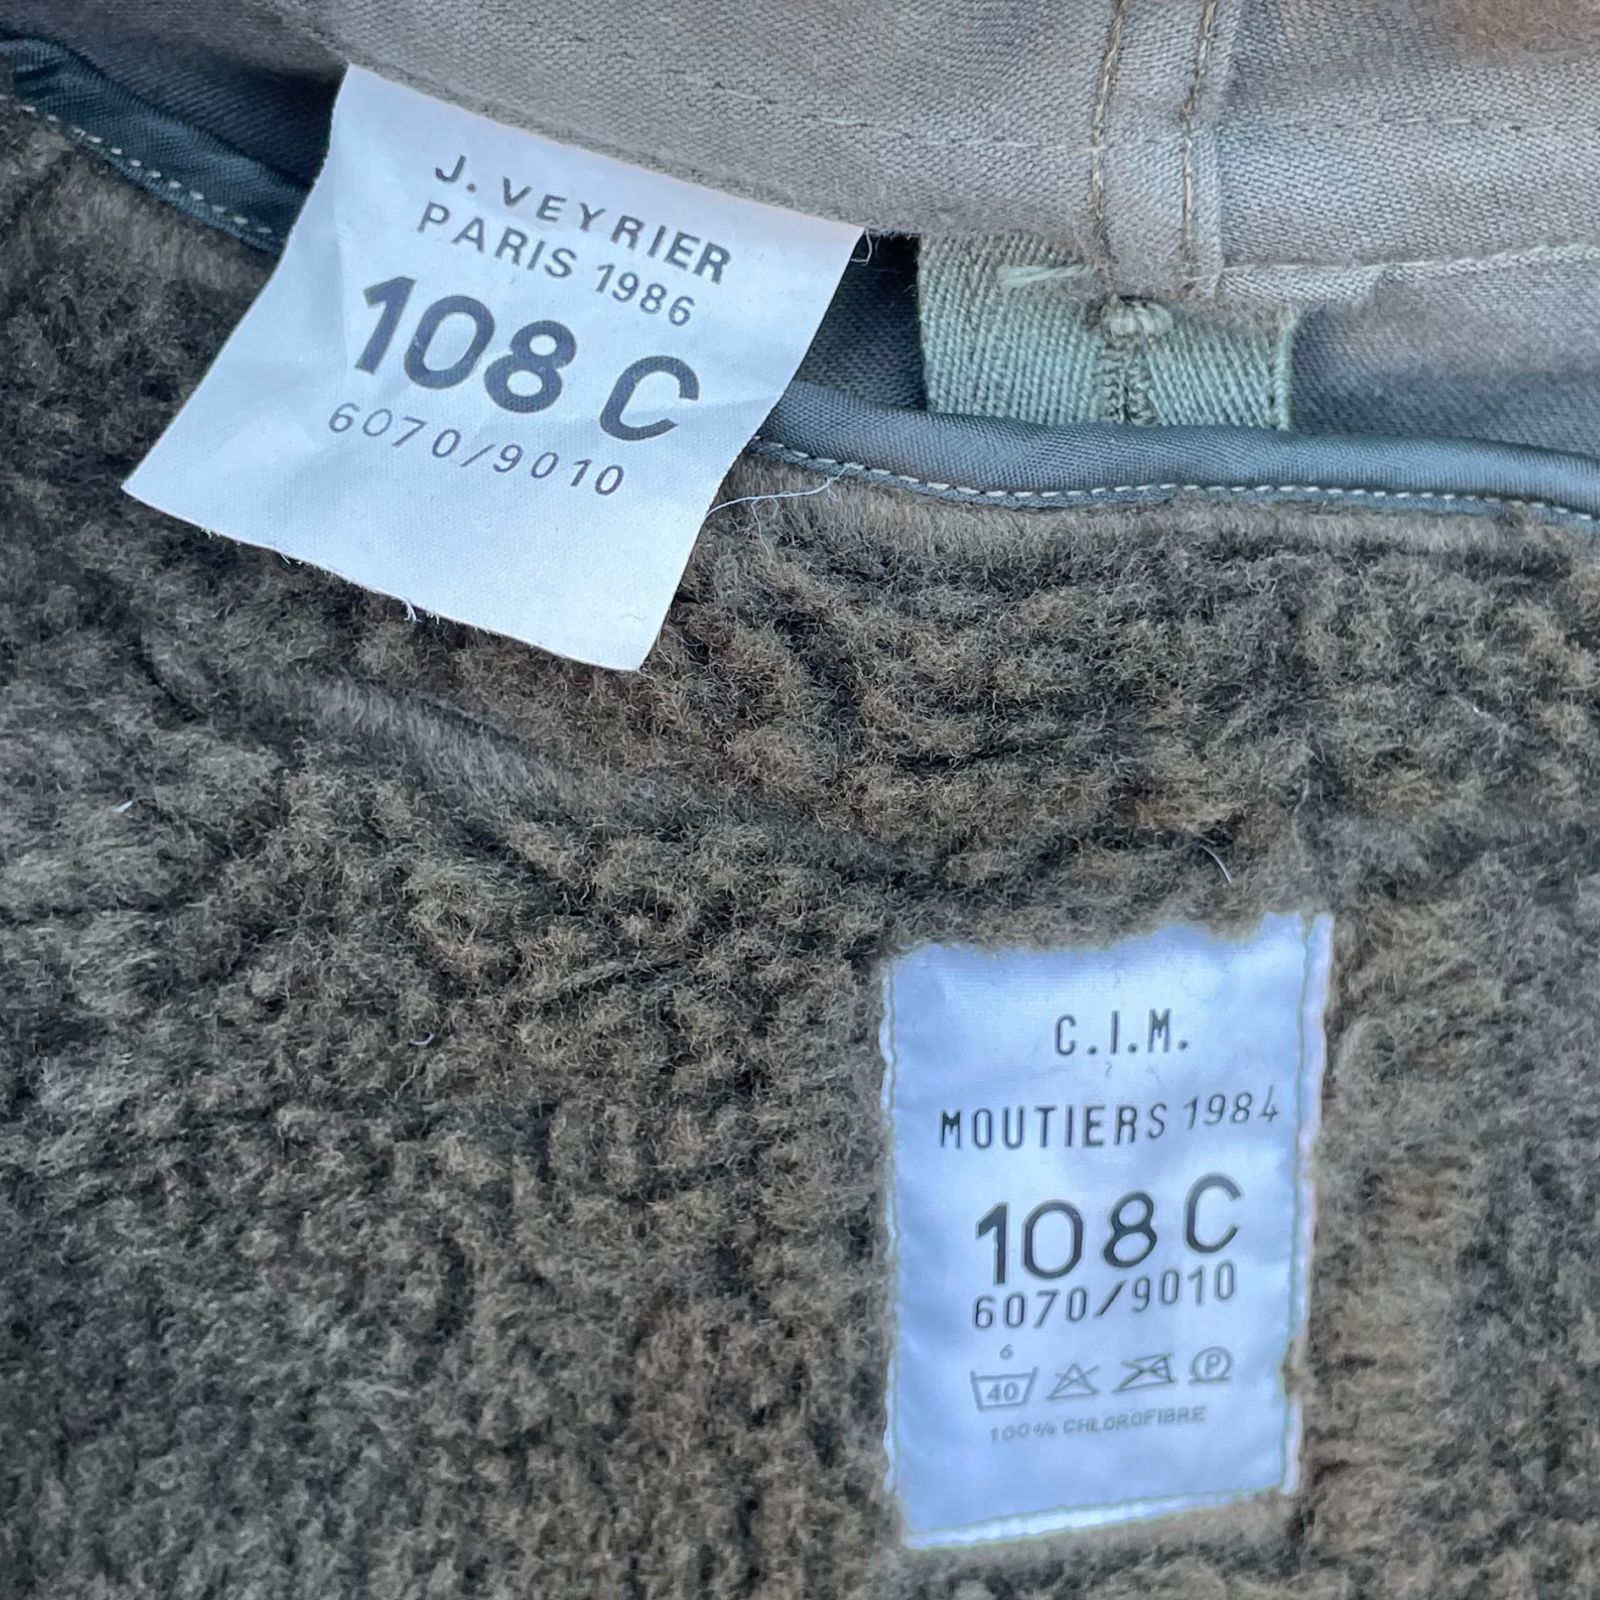 J. VEYRIER
PARIS 1986
108 C
6070/9010
C.I.M.
MOUTIERS 1984
108 C
6070/9010
6
40 P
100% CHLOROFIBRE